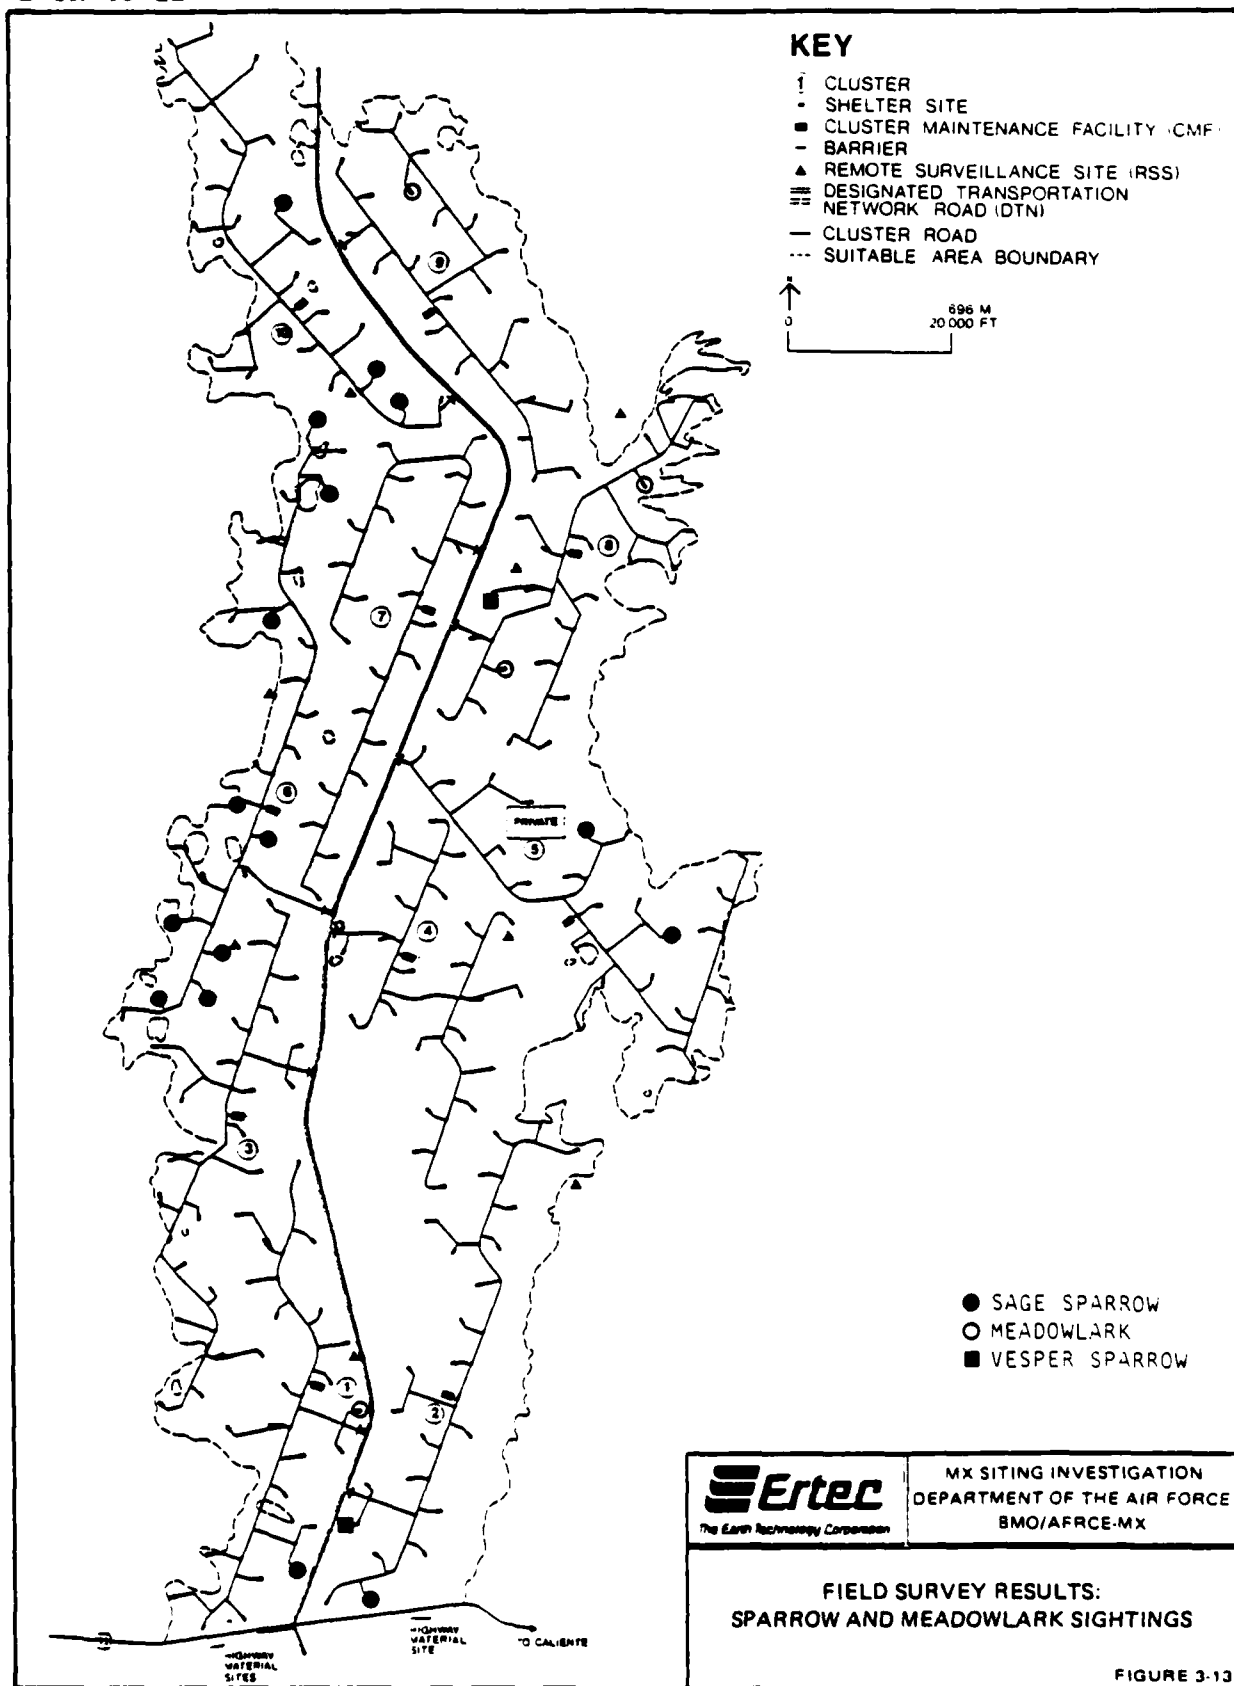 KEY
1 CLUSTER
SHELTER SITE
CLUSTER MAINTENANCE FACILITY (CMF)
BARRIER
REMOTE SURVEILLANCE SITE (RSS)
DESIGNATED TRANSPORTATION
NETWORK ROAD (DTN)
CLUSTER ROAD
SUITABLE AREA BOUNDARY
0
696 M
20 000 FT
9
10
8
7
6
PRIVATE
5
4
3
1
2
SAGE SPARROW
MEADOWLARK
VESPER SPARROW
HIGHWAY
MATERIAL
SITES
HIGHWAY
MATERIAL
SITE
TO CALIENTE
Ertec
The Earth Technology Corporation
MX SITING INVESTIGATION
DEPARTMENT OF THE AIR FORCE
BMO/AFRCE-MX
FIELD SURVEY RESULTS:
SPARROW AND MEADOWLARK SIGHTINGS
FIGURE 3-13